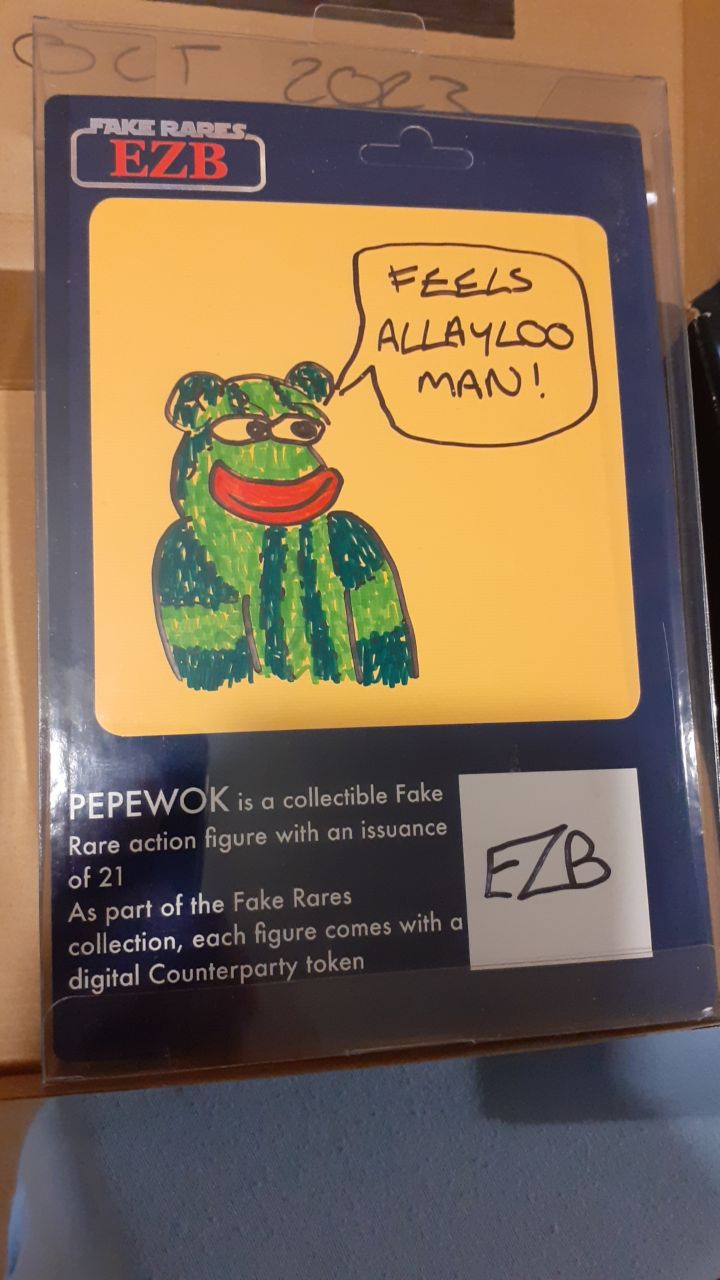 OCT 2023
FAKE RARES
EZB
FEELS
ALLAYLOO
MAN!
PEPEWOK is a collectible Fake
Rare action figure with an issuance
of 21
As part of the Fake Rares
collection, each figure comes with a
digital Counterparty token
EZB